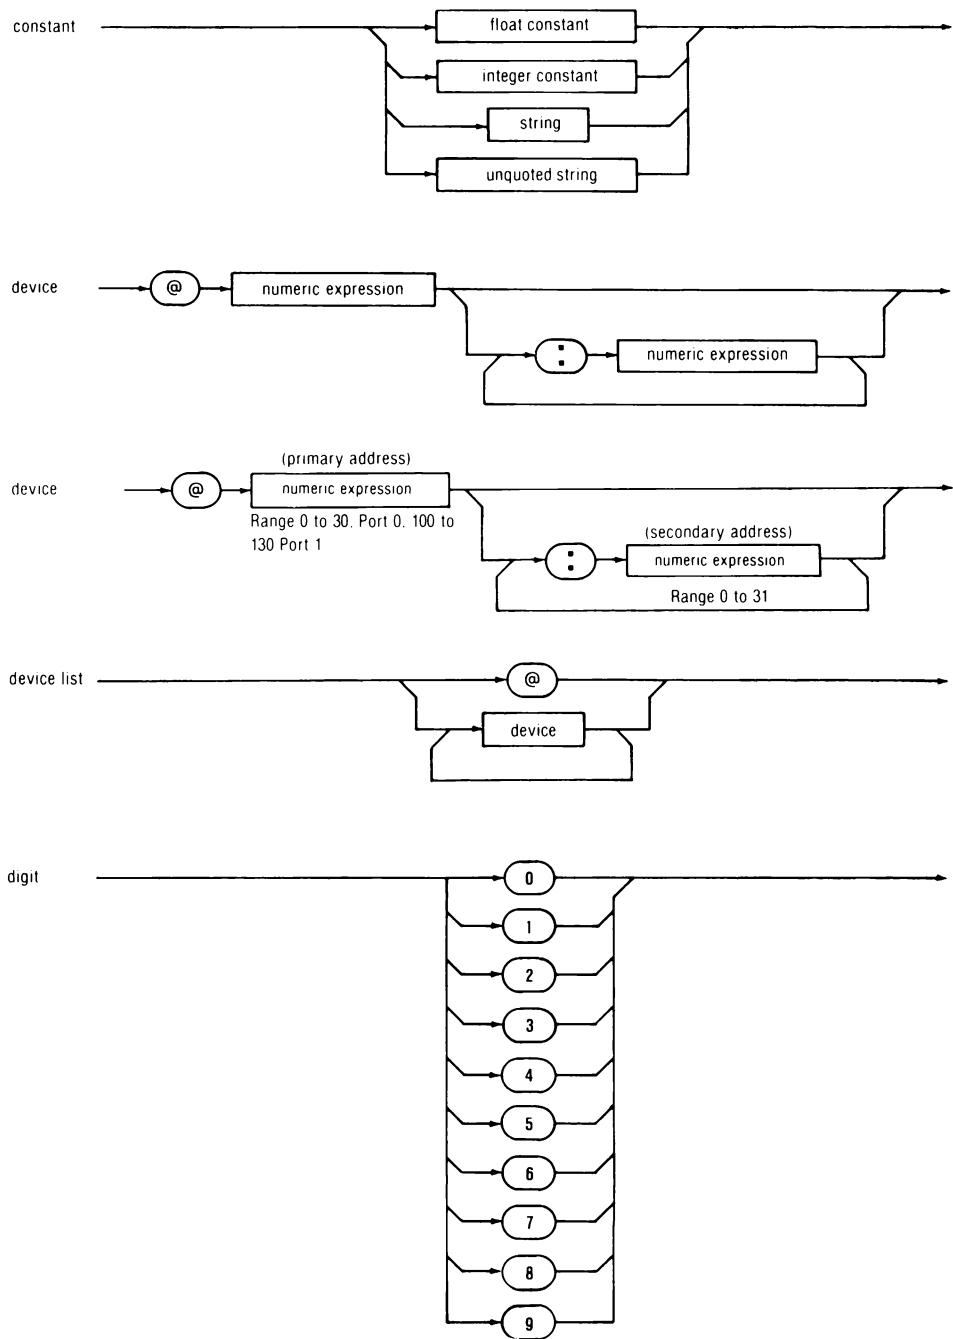 constant
float constant
integer constant
string
unquoted string
device
@
numeric expression
:
numeric expression
device
@
(primary address)
numeric expression
Range 0 to 30. Port 0. 100 to
130 Port 1
:
(secondary address)
numeric expression
Range 0 to 31
device list
@
device
digit
0
1
2
3
4
5
6
7
8
9